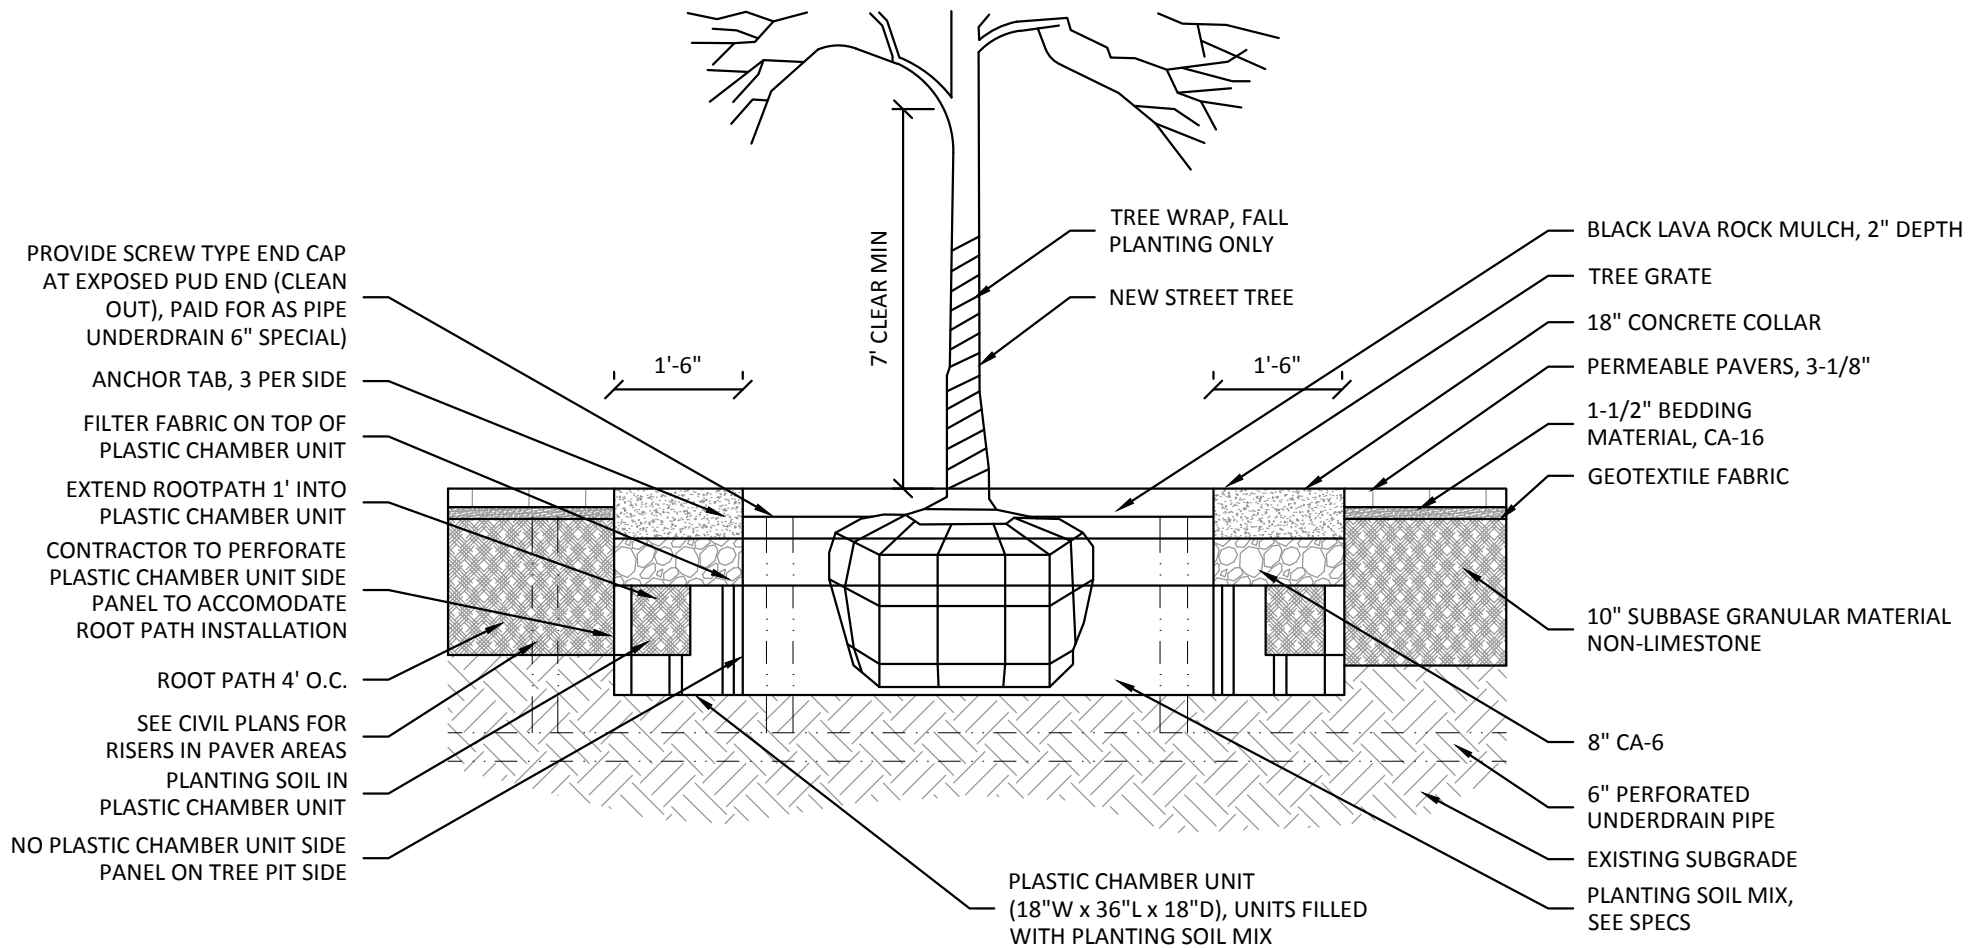 PROVIDE SCREW TYPE END CAP
AT EXPOSED PUD END (CLEAN
OUT), PAID FOR AS PIPE
UNDERDRAIN 6" SPECIAL)
ANCHOR TAB, 3 PER SIDE
FILTER FABRIC ON TOP OF
PLASTIC CHAMBER UNIT
EXTEND ROOTPATH 1' INTO
PLASTIC CHAMBER UNIT
CONTRACTOR TO PERFORATE
PLASTIC CHAMBER UNIT SIDE
PANEL TO ACCOMODATE
ROOT PATH INSTALLATION
ROOT PATH 4' O.C.
SEE CIVIL PLANS FOR
RISERS IN PAVER AREAS
PLANTING SOIL IN
PLASTIC CHAMBER UNIT
NO PLASTIC CHAMBER UNIT SIDE
PANEL ON TREE PIT SIDE
1'-6"
7' CLEAR MIN
TREE WRAP, FALL
PLANTING ONLY
NEW STREET TREE
1'-6"
PLASTIC CHAMBER UNIT
(18"W x 36"L x 18"D), UNITS FILLED
WITH PLANTING SOIL MIX
BLACK LAVA ROCK MULCH, 2" DEPTH
TREE GRATE
18" CONCRETE COLLAR
PERMEABLE PAVERS, 3-1/8"
1-1/2" BEDDING
MATERIAL, CA-16
GEOTEXTILE FABRIC
10" SUBBASE GRANULAR MATERIAL
NON-LIMESTONE
8" CA-6
6" PERFORATED
UNDERDRAIN PIPE
EXISTING SUBGRADE
PLANTING SOIL MIX,
SEE SPECS